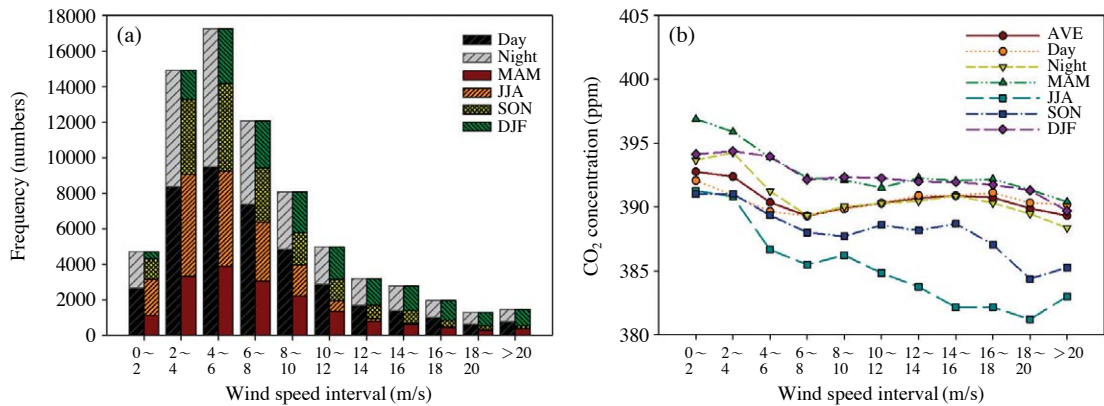 18000
16000
14000
12000
10000
8000
6000
4000
2000
0
Frequency (numbers)
(a)
Day
Night
MAM
JJA
SON
DJF
0~ 2~ 4~ 6~ 8~ 10~ 12~ 14~ 16~ 18~ >20
2 4 6 8 10 12 14 16 18 20
Wind speed interval (m/s)
405
400
395
390
385
380
CO₂ concentration (ppm)
(b)
AVE
Day
Night
MAM
JJA
SON
DJF
0~ 2~ 4~ 6~ 8~ 10~ 12~ 14~ 16~ 18~ >20
2 4 6 8 10 12 14 16 18 20
Wind speed interval (m/s)